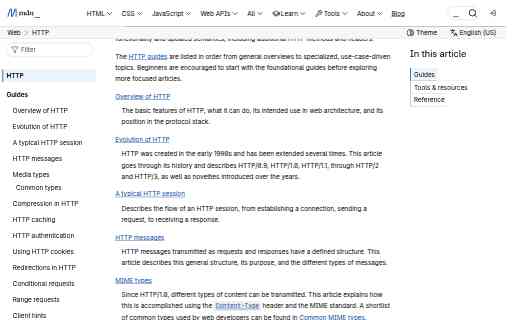 mdn_
HTML
CSS
JavaScript
Web APIs
All
Learn
Tools
About
Blog
Web > HTTP
Theme
English (US)
Filter
HTTP
Guides
Overview of HTTP
Evolution of HTTP
A typical HTTP session
HTTP messages
Media types
Common types
Compression in HTTP
HTTP caching
HTTP authentication
Using HTTP cookies
Redirections in HTTP
Conditional requests
Range requests
Client hints
The HTTP guides are listed in order from general overviews to specialized, use-case-driven
topics. Beginners are encouraged to start with the foundational guides before exploring
more focused articles.
Overview of HTTP
The basic features of HTTP, what it can do, its intended use in web architecture, and its
position in the protocol stack.
Evolution of HTTP
HTTP was created in the early 1990s and has been extended several times. This article
goes through its history and describes HTTP/0.9, HTTP/1.0, HTTP/1.1, through HTTP/2
and HTTP/3, as well as novelties introduced over the years.
A typical HTTP session
Describes the flow of an HTTP session, from establishing a connection, sending a
request, to receiving a response.
HTTP messages
HTTP messages transmitted as requests and responses have a defined structure. This
article describes this general structure, its purpose, and the different types of messages.
MIME types
Since HTTP/1.0, different types of content can be transmitted. This article explains how
this is accomplished using the Content-Type header and the MIME standard. A shortlist
of common types used by web developers can be found in Common MIME types.
In this article
Guides
Tools & resources
Reference